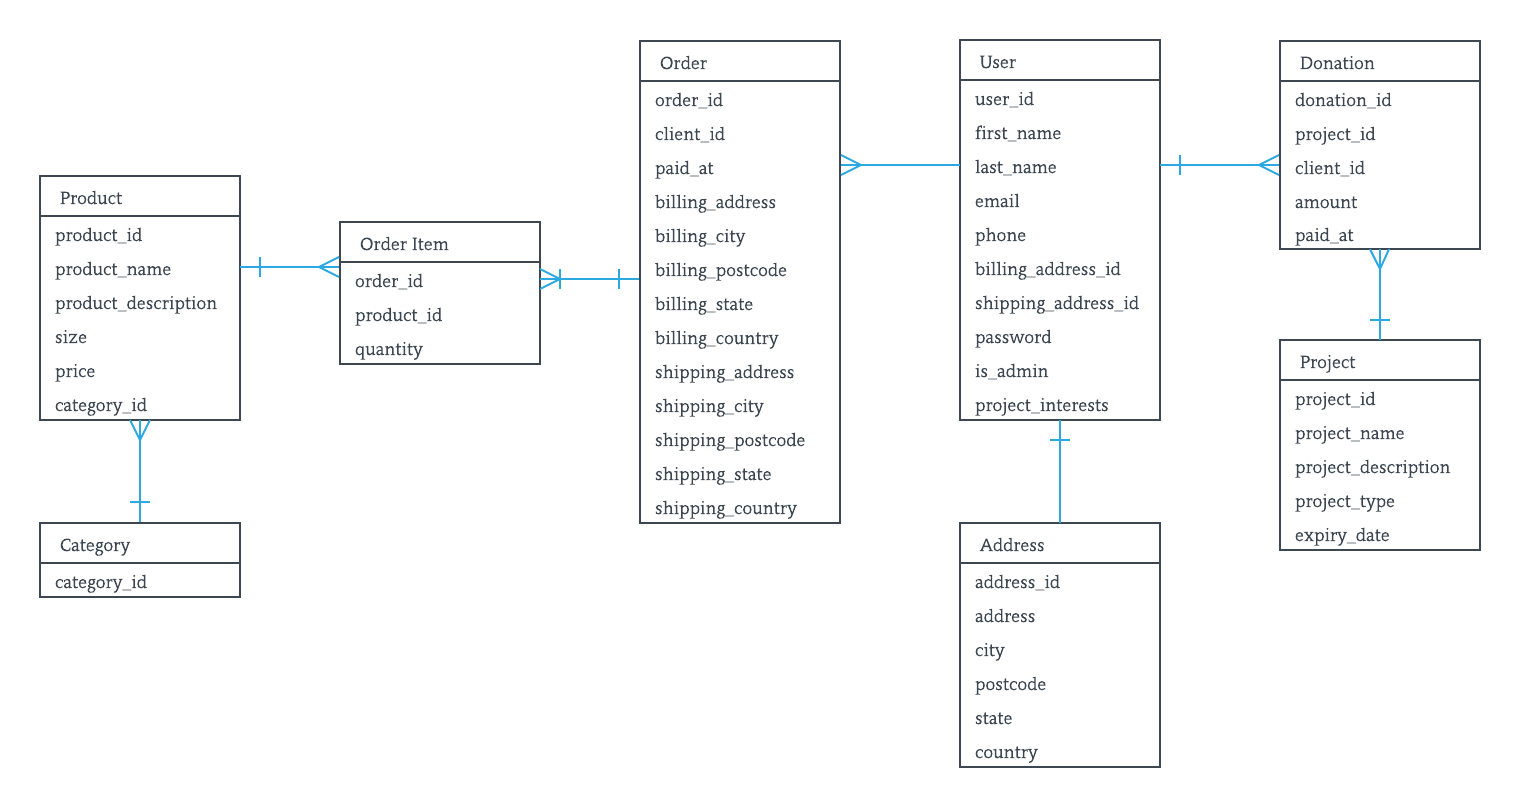 Product
product_id
product_name
product_description
size
price
category_id
Category
category_id
Order Item
order_id
product_id
quantity
Order
order_id
client_id
paid_at
billing_address
billing_city
billing_postcode
billing_state
billing_country
shipping_address
shipping_city
shipping_postcode
shipping_state
shipping_country
User
user_id
first_name
last_name
email
phone
billing_address_id
shipping_address_id
password
is_admin
project_interests
Address
address_id
address
city
postcode
state
country
Donation
donation_id
project_id
client_id
amount
paid_at
Project
project_id
project_name
project_description
project_type
expiry_date